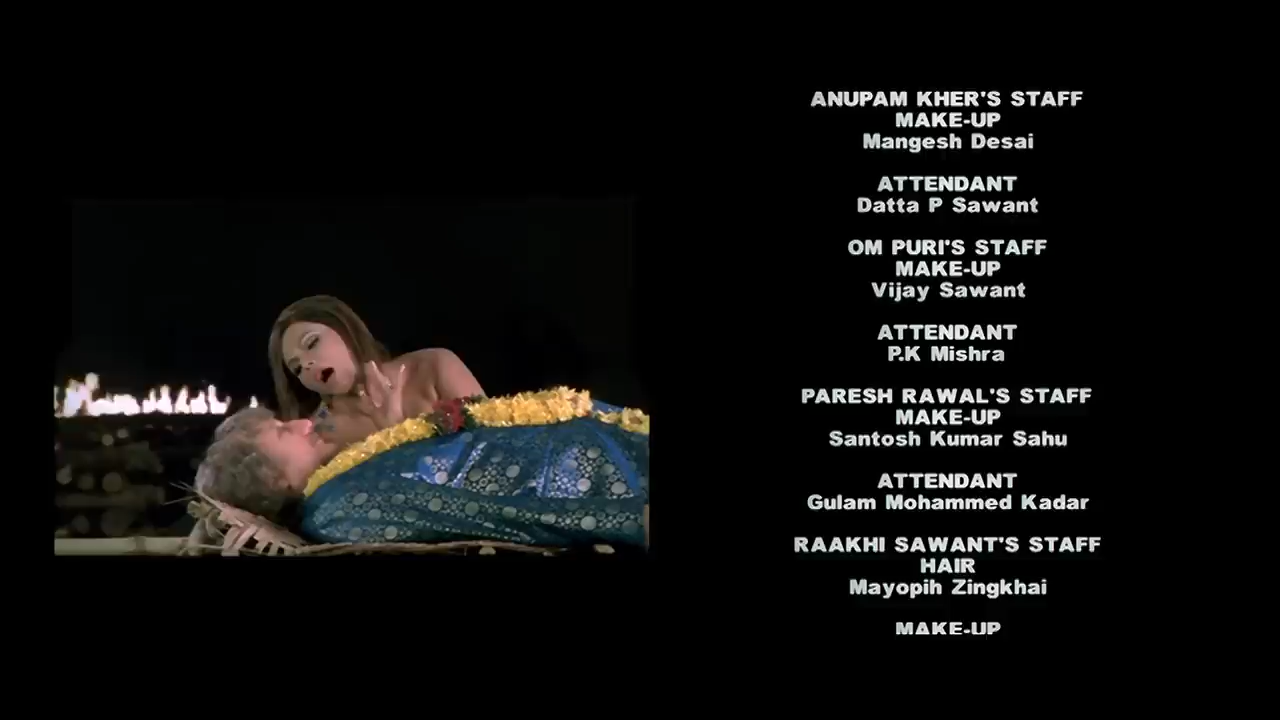 ANUPAM KHER'S STAFF
MAKE-UP
Mangesh Desai
ATTENDANT
Datta P Sawant
OM PURI'S STAFF
MAKE-UP
Vijay Sawant
ATTENDANT
P.K Mishra
PARESH RAWAL'S STAFF
MAKE-UP
Santosh Kumar Sahu
ATTENDANT
Gulam Mohammed Kadar
RAAKHI SAWANT'S STAFF
HAIR
Mayopih Zingkhai
MAKE-UP